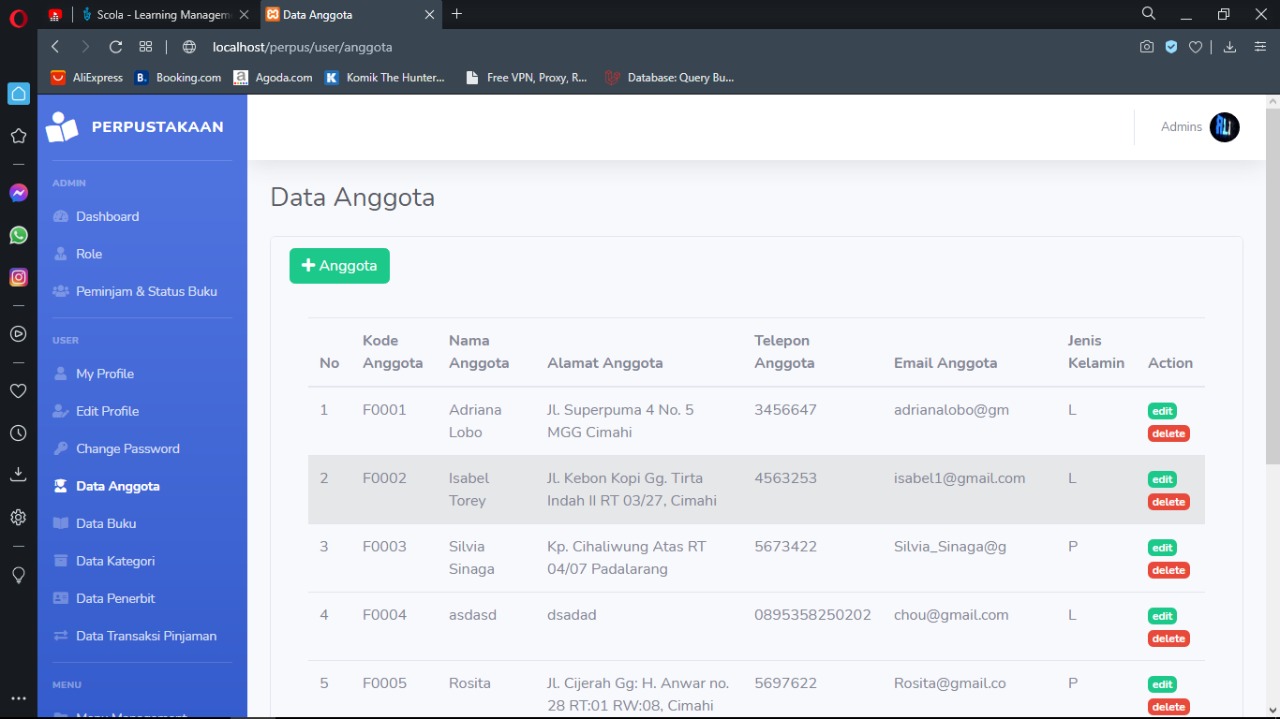 Scola - Learning Managem
Data Anggota
localhost/perpus/user/anggota
AliExpress
Booking.com
Agoda.com
Komik The Hunter...
Free VPN, Proxy, R...
Database: Query Bu...
PERPUSTAKAAN
Admins
ADMIN
Dashboard
Role
Peminjam & Status Buku
USER
My Profile
Edit Profile
Change Password
Data Anggota
Data Buku
Data Kategori
Data Penerbit
Data Transaksi Pinjaman
MENU
Menu Management
Data Anggota
+ Anggota
No Kode Anggota Nama Anggota Alamat Anggota Telepon Anggota Email Anggota Jenis Kelamin Action
1 F0001 Adriana Lobo Jl. Superpuma 4 No. 5 MGG Cimahi 3456647 adrianalobo@gm L edit delete
2 F0002 Isabel Torey Jl. Kebon Kopi Gg. Tirta Indah II RT 03/27, Cimahi 4563253 isabel1@gmail.com L edit delete
3 F0003 Silvia Sinaga Kp. Cihaliwung Atas RT 04/07 Padalarang 5673422 Silvia_Sinaga@g P edit delete
4 F0004 asdasd dsadad 0895358250202 chou@gmail.com L edit delete
5 F0005 Rosita Jl. Cijerah Gg: H. Anwar no. 28 RT:01 RW:08, Cimahi 5697622 Rosita@gmail.co P edit delete